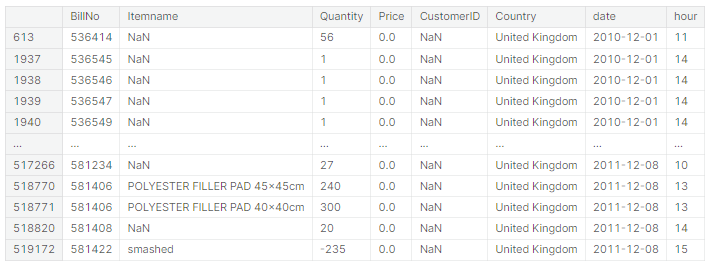 BillNo Itemname Quantity Price CustomerID Country date hour
613 536414 NaN 56 0.0 NaN United Kingdom 2010-12-01 11
1937 536545 NaN 1 0.0 NaN United Kingdom 2010-12-01 14
1938 536546 NaN 1 0.0 NaN United Kingdom 2010-12-01 14
1939 536547 NaN 1 0.0 NaN United Kingdom 2010-12-01 14
1940 536549 NaN 1 0.0 NaN United Kingdom 2010-12-01 14
... ... ... ... ... ... ... ... ...
517266 581234 NaN 27 0.0 NaN United Kingdom 2011-12-08 10
518770 581406 POLYESTER FILLER PAD 45x45cm 240 0.0 NaN United Kingdom 2011-12-08 13
518771 581406 POLYESTER FILLER PAD 40x40cm 300 0.0 NaN United Kingdom 2011-12-08 13
518820 581408 NaN 20 0.0 NaN United Kingdom 2011-12-08 14
519172 581422 smashed -235 0.0 NaN United Kingdom 2011-12-08 15